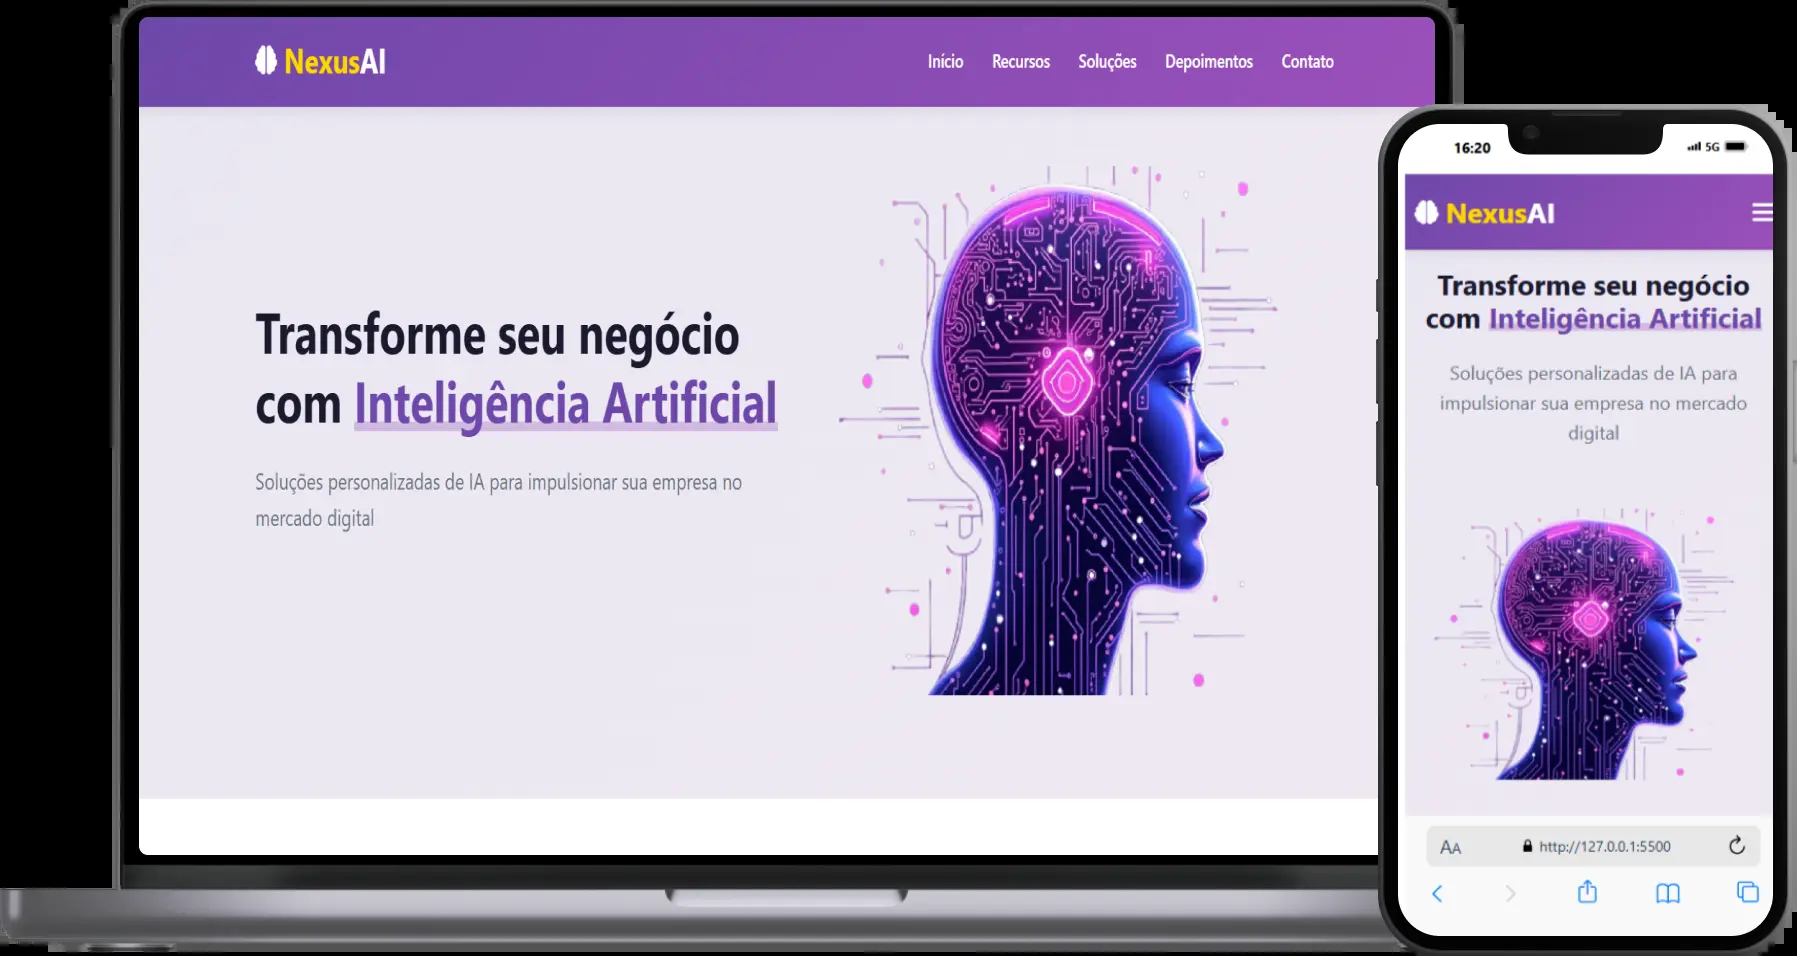 NexusAI
Início Recursos Soluções Depoimentos Contato
Transforme seu negócio
com Inteligência Artificial
Soluções personalizadas de IA para impulsionar sua empresa no
mercado digital
16:20
5G
NexusAI
Transforme seu negócio
com Inteligência Artificial
Soluções personalizadas de IA para
impulsionar sua empresa no mercado
digital
AA
http://127.0.0.1:5500